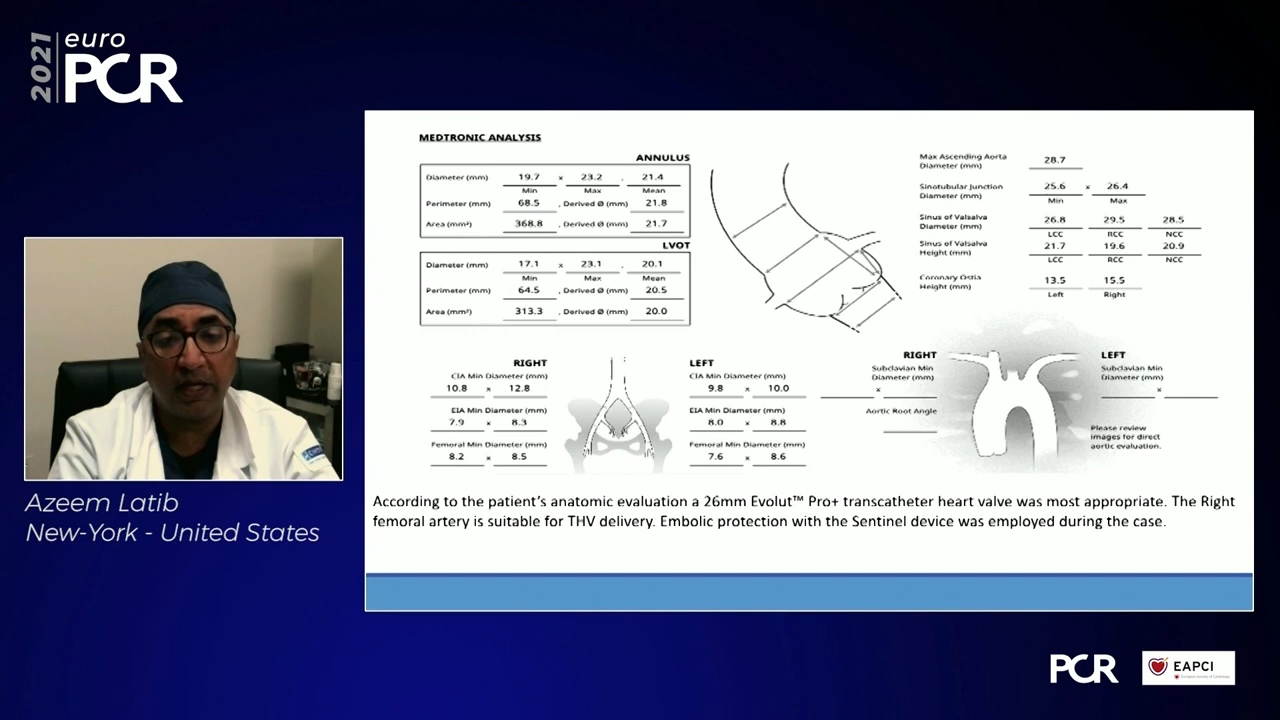 2021 euro
PCR
MEDTRONIC ANALYSIS
ANNULUS
Diameter (mm) 19.7 x 23.2 , 21.4
Min Max Mean
Perimeter (mm) 68.5 , Derived Ø (mm) 21.8
Area (mm²) 368.8 , Derived Ø (mm) 21.7
LVOT
Diameter (mm) 17.1 x 23.1 , 20.1
Min Max Mean
Perimeter (mm) 64.5 , Derived Ø (mm) 20.5
Area (mm²) 313.3 , Derived Ø (mm) 20.0
Max Ascending Aorta
Diameter (mm) 28.7
Sinotubular Junction
Diameter (mm) 25.6 x 26.4
Min Max
Sinus of Valsalva
Diameter (mm) 26.8 29.5 28.5
LCC RCC NCC
Sinus of Valsalva
Height (mm) 21.7 19.6 20.9
LCC RCC NCC
Coronary Ostia
Height (mm) 13.5 15.5
Left Right
RIGHT
CIA Min Diameter (mm)
10.8 x 12.8
EIA Min Diameter (mm)
7.9 x 8.3
Femoral Min Diameter (mm)
8.2 x 8.5
LEFT
CIA Min Diameter (mm)
9.8 x 10.0
EIA Min Diameter (mm)
8.0 x 8.8
Femoral Min Diameter (mm)
7.6 x 8.6
RIGHT
Subclavian Min
Diameter (mm)
x
Aortic Root Angle
LEFT
Subclavian Min
Diameter (mm)
x
Please review
images for direct
aortic evaluation.
According to the patient's anatomic evaluation a 26mm Evolut™ Pro+ transcatheter heart valve was most appropriate. The Right
femoral artery is suitable for THV delivery. Embolic protection with the Sentinel device was employed during the case.
Azeem Latib
New-York - United States
PCR
EAPCI